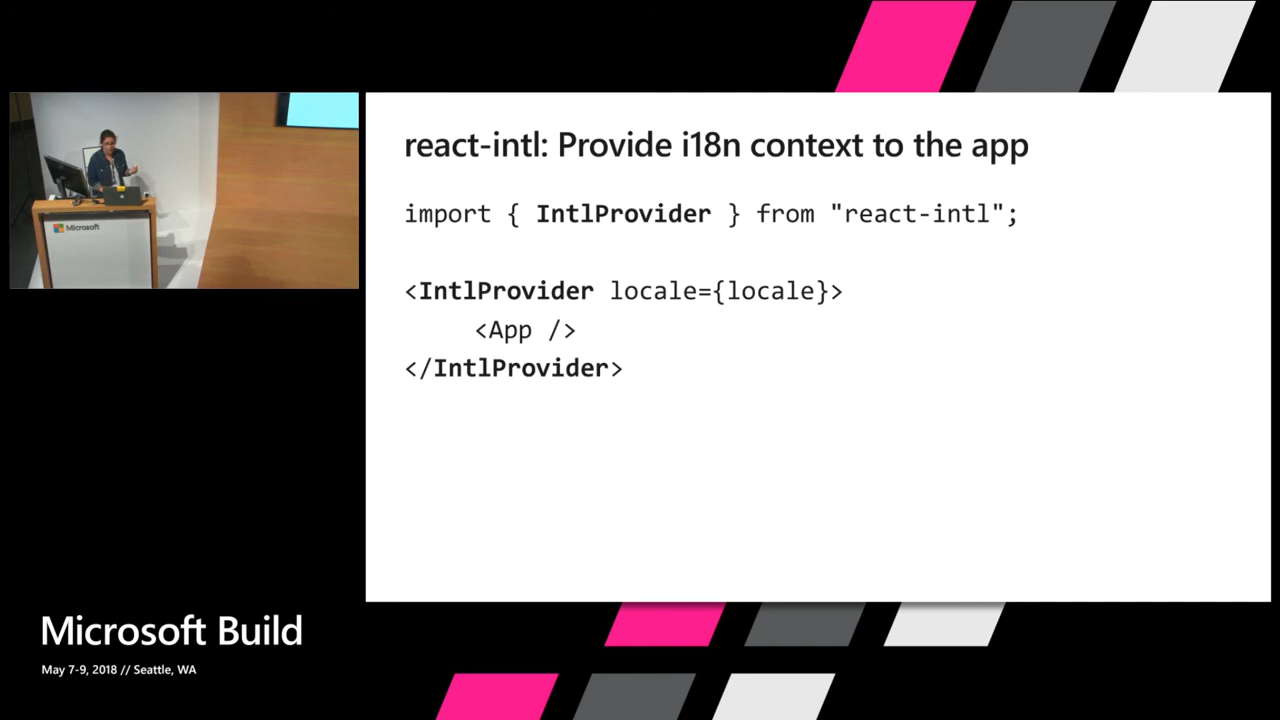 react-intl: Provide i18n context to the app
import { IntlProvider } from "react-intl";
<IntlProvider locale={locale}>
<App />
</IntlProvider>
Microsoft
Microsoft Build
May 7-9, 2018 // Seattle, WA